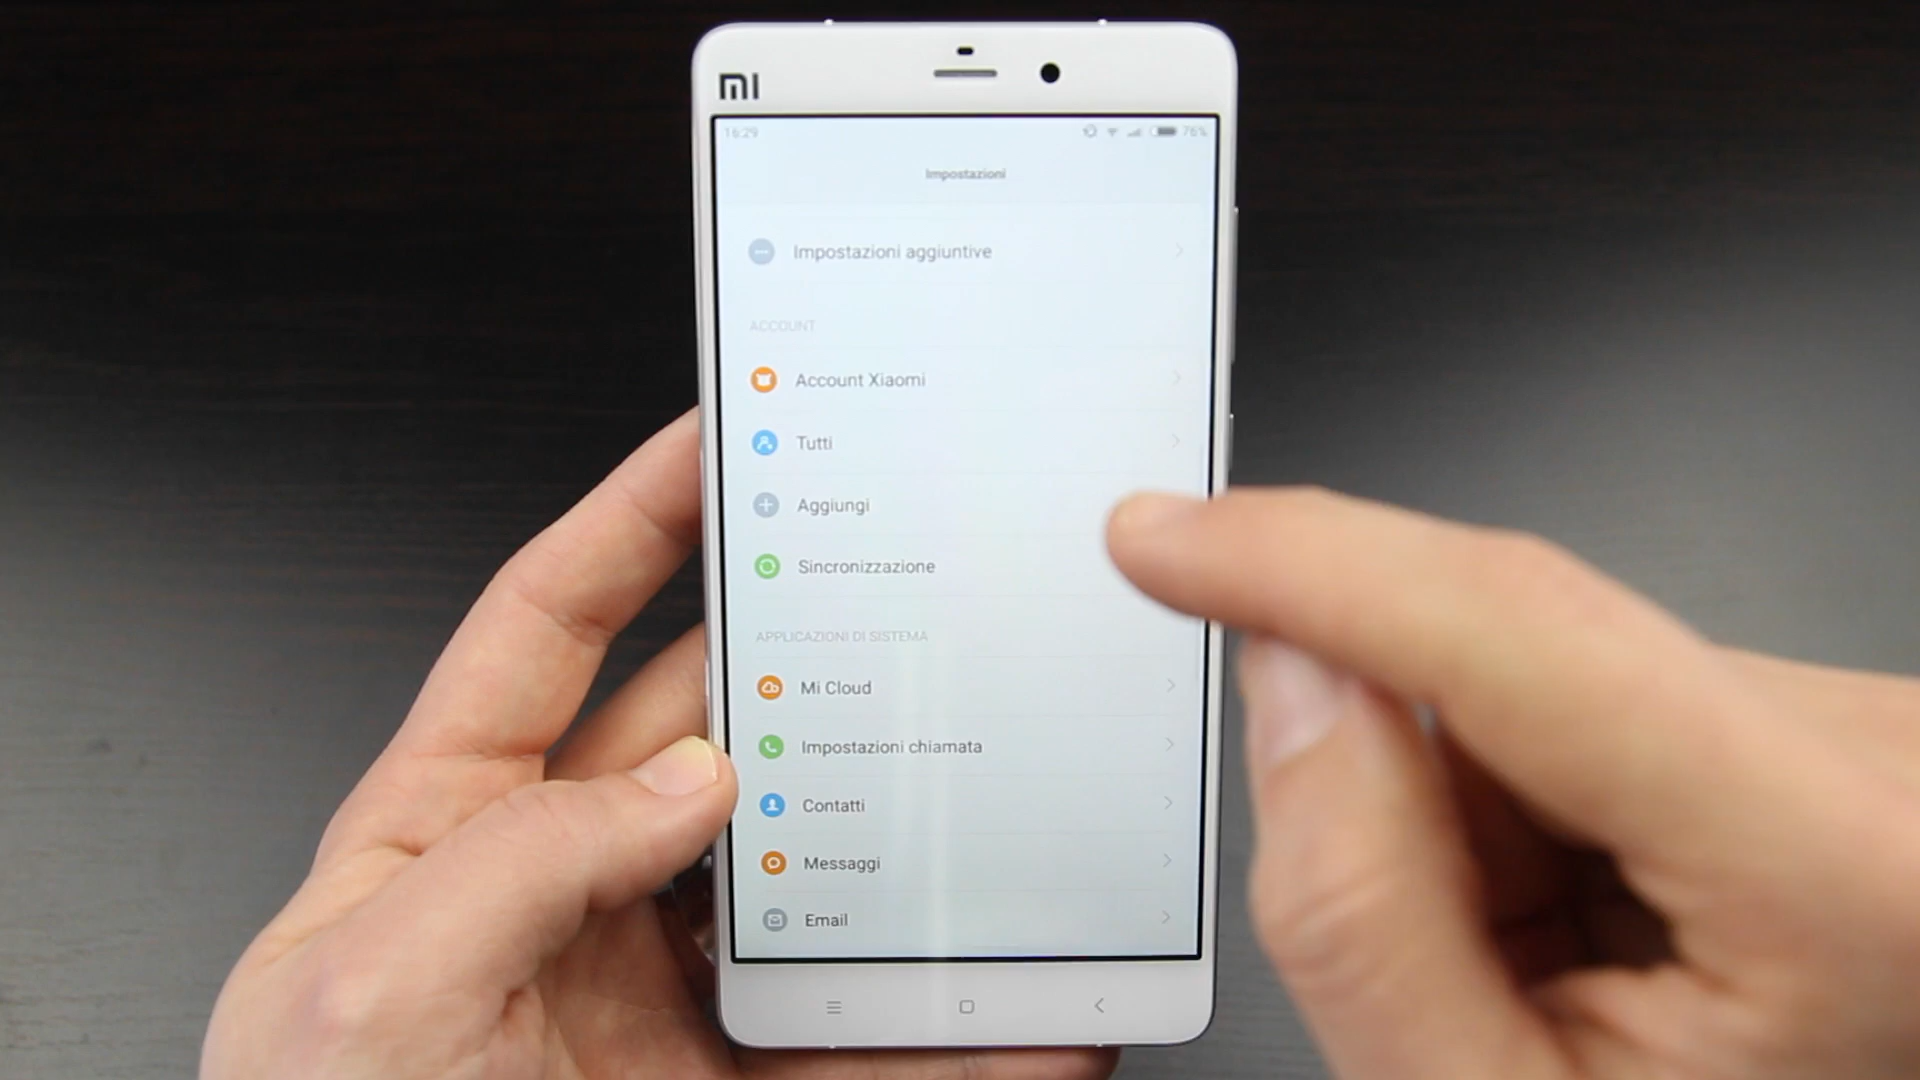 mi
16:29
76%
Impostazioni
Impostazioni aggiuntive
ACCOUNT
Account Xiaomi
Tutti
Aggiungi
Sincronizzazione
APPLICAZIONI DI SISTEMA
Mi Cloud
Impostazioni chiamata
Contatti
Messaggi
Email